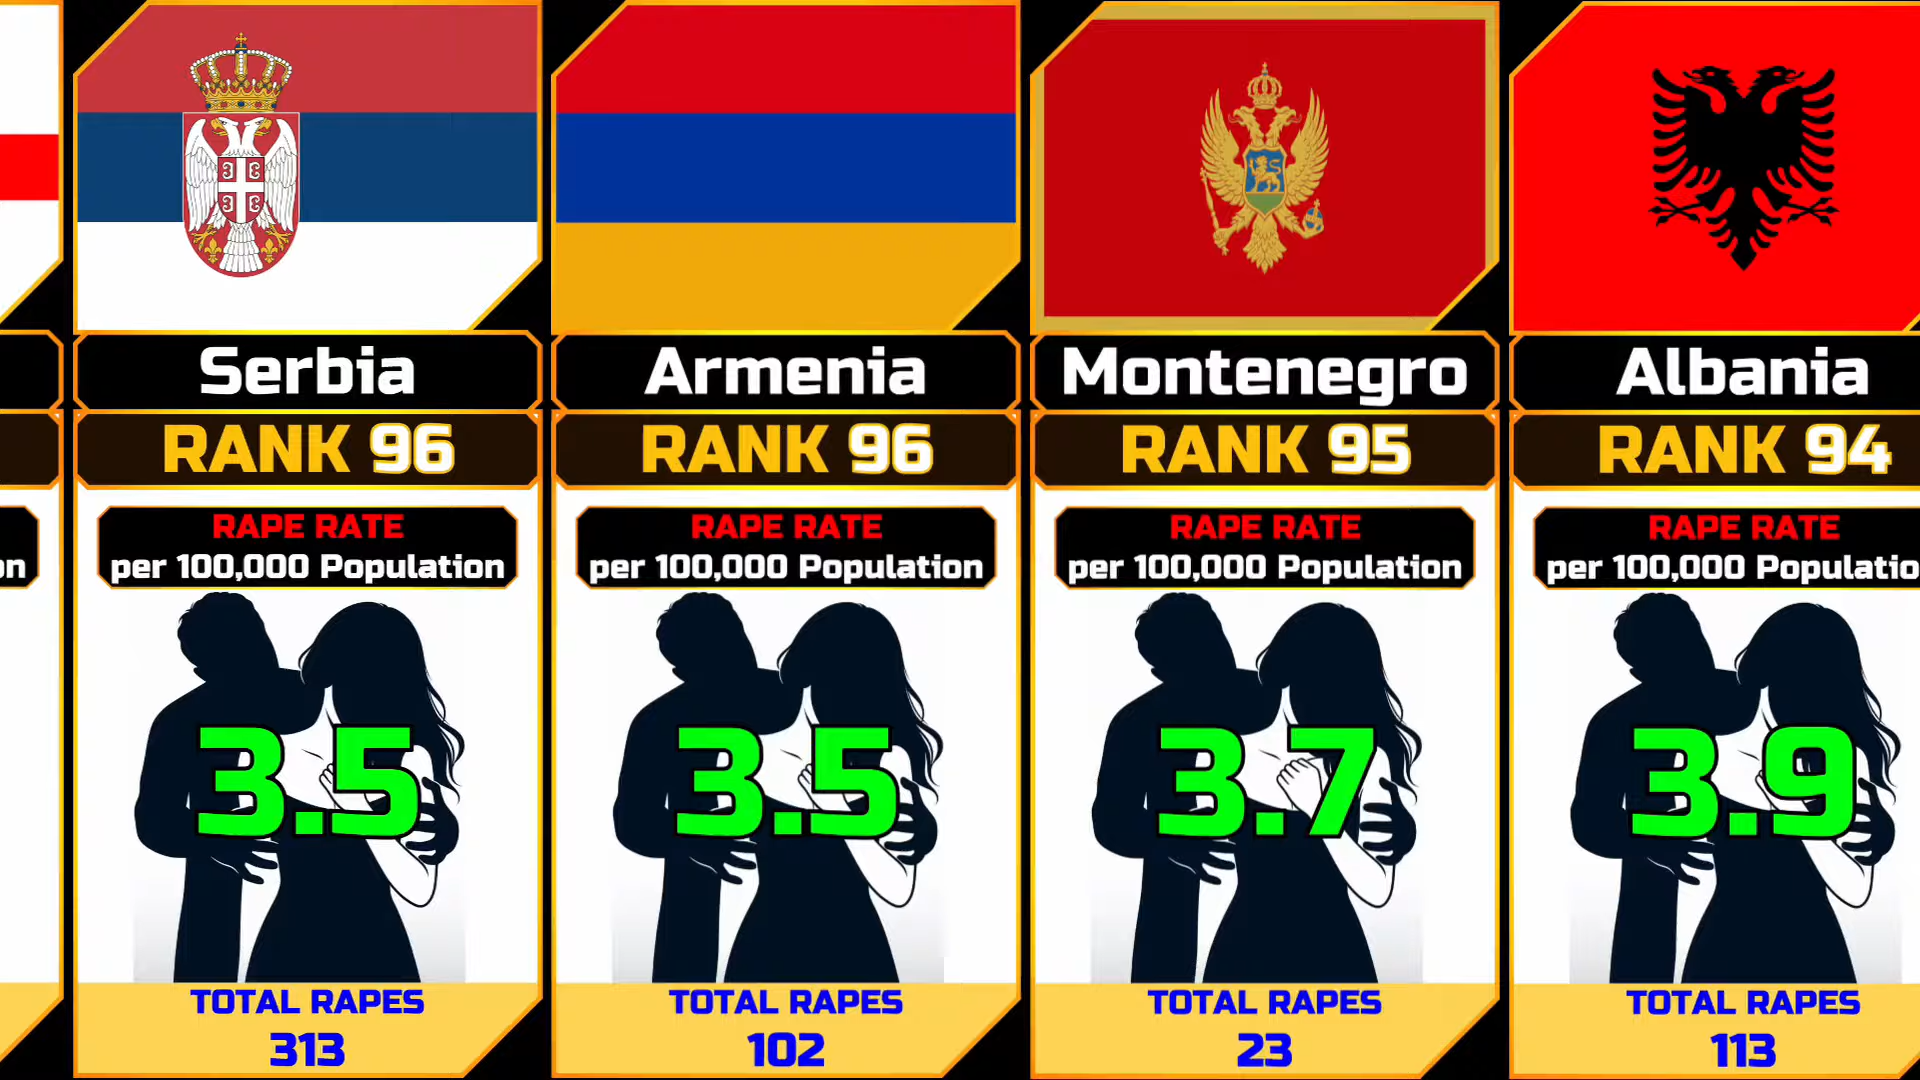 Serbia
RANK 96
RAPE RATE
per 100,000 Population
3.5
TOTAL RAPES
313
Armenia
RANK 96
RAPE RATE
per 100,000 Population
3.5
TOTAL RAPES
102
Montenegro
RANK 95
RAPE RATE
per 100,000 Population
3.7
TOTAL RAPES
23
Albania
RANK 94
RAPE RATE
per 100,000 Populatio
3.9
TOTAL RAPES
113
on